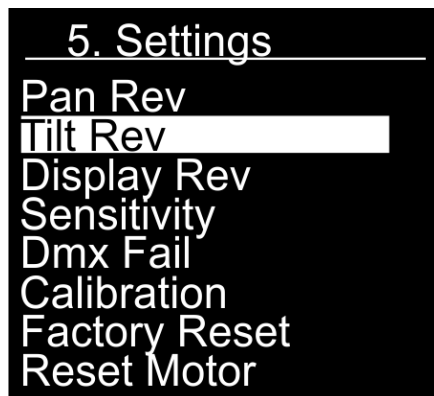 5. Settings
Pan Rev
Tilt Rev
Display Rev
Sensitivity
Dmx Fail
Calibration
Factory Reset
Reset Motor